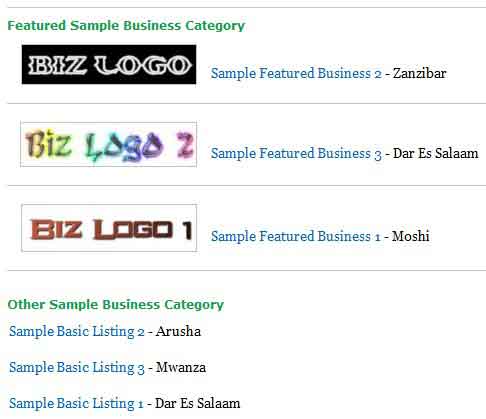 Featured Sample Business Category
BIZ LOGO
Sample Featured Business 2 - Zanzibar
Biz Logo 2
Sample Featured Business 3 - Dar Es Salaam
BIZ LOGO 1
Sample Featured Business 1 - Moshi
Other Sample Business Category
Sample Basic Listing 2 - Arusha
Sample Basic Listing 3 - Mwanza
Sample Basic Listing 1 - Dar Es Salaam